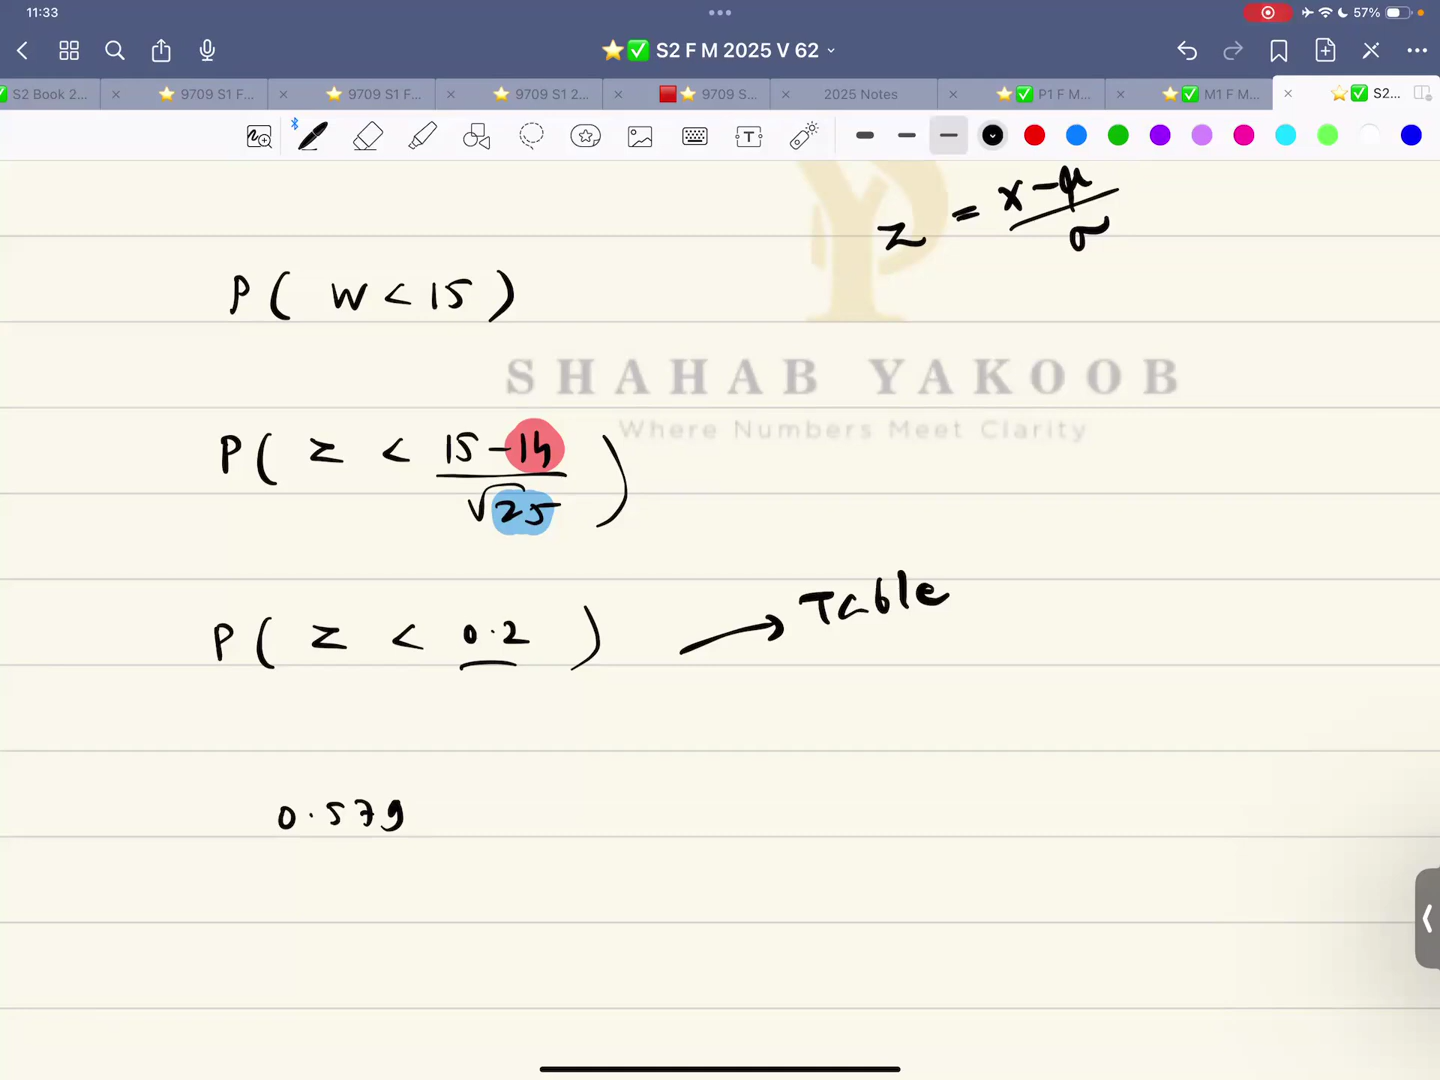 11:33
57%
⭐✅ S2 F M 2025 V 62
S2 Book 2...
⭐ 9709 S1 F...
⭐ 9709 S1 F...
⭐ 9709 S1 2...
🟥⭐ 9709 S...
2025 Notes
⭐✅ P1 F M...
⭐✅ M1 F M...
⭐✅ S2...
z = x-μ / σ
P( W < 15 )
SHAHAB YAKOOB
Where Numbers Meet Clarity
P( z < 15-14 / √25 )
P( z < 0.2 ) → Table
0.579